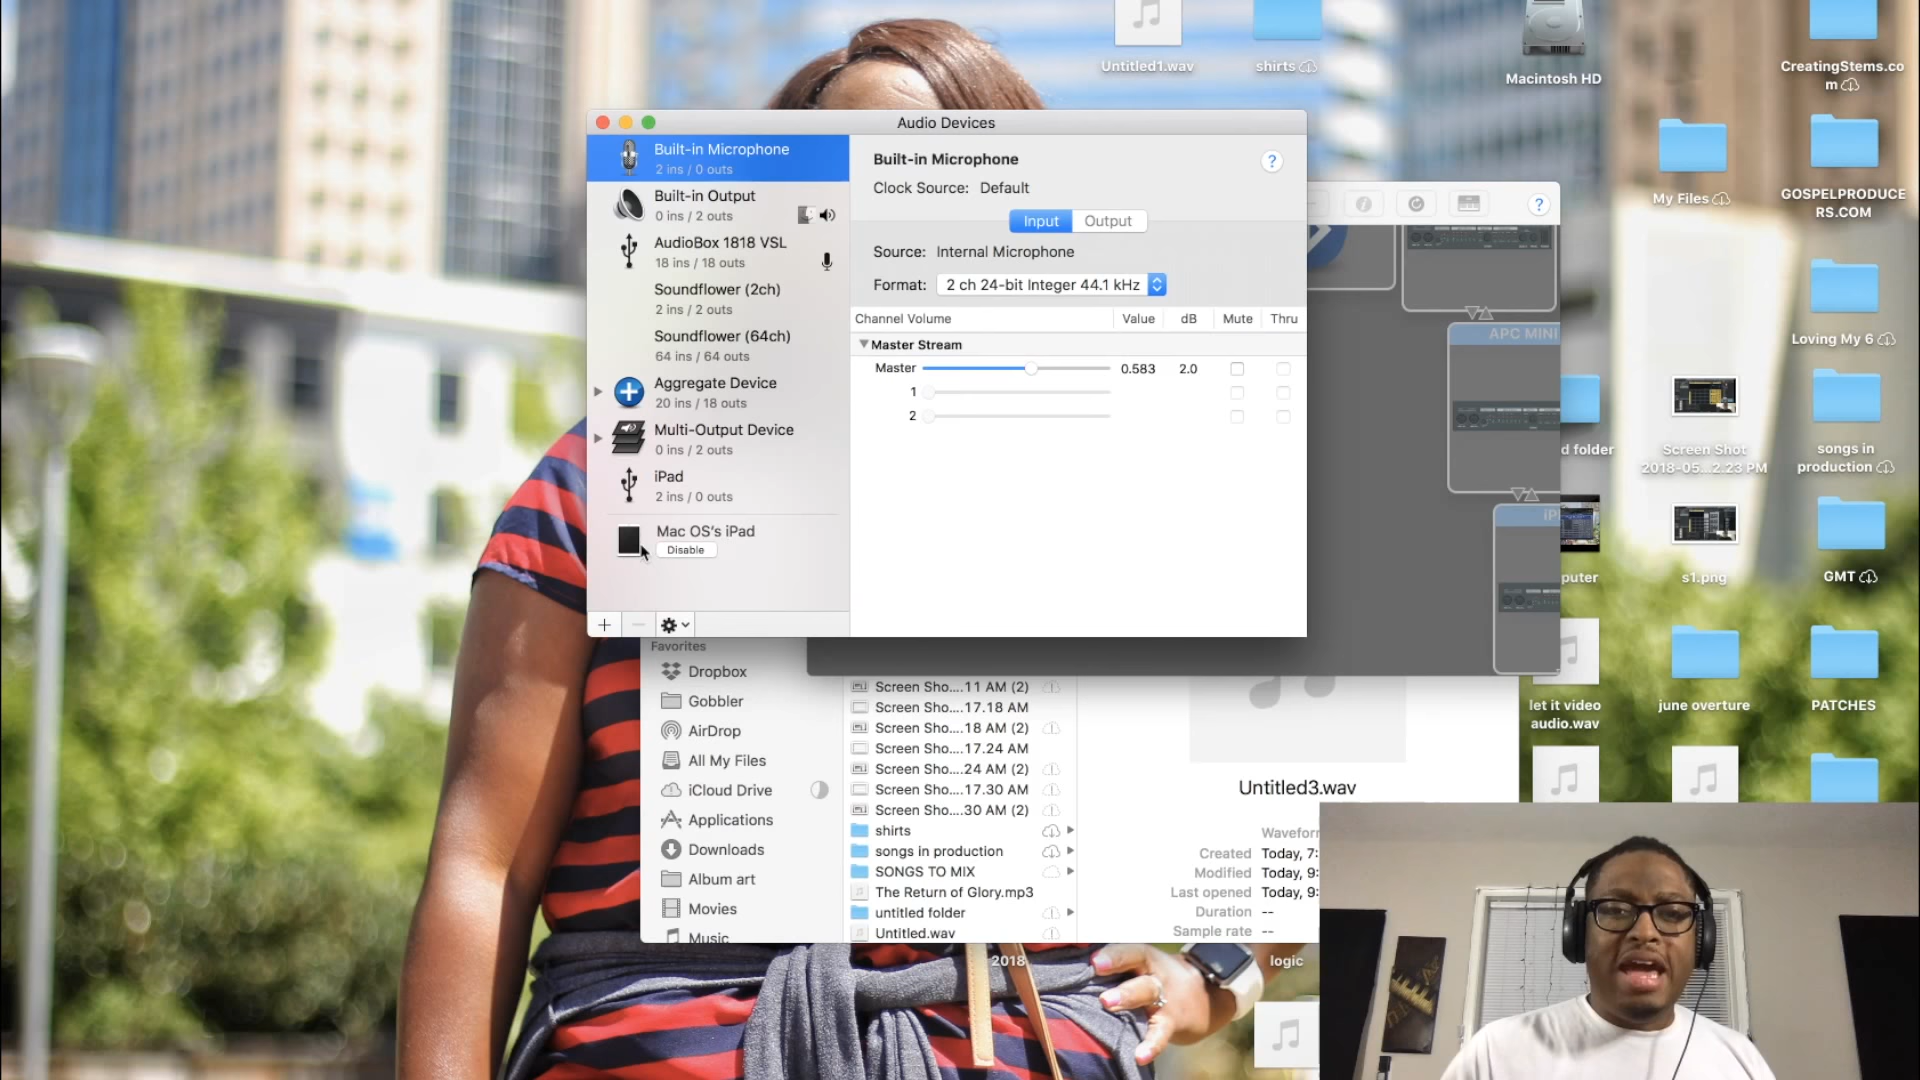 Untitled1.wav
shirts
Macintosh HD
CreatingStems.co
m
My Files
GOSPELPRODUCE
RS.COM
Loving My 6
d folder
Screen Shot
2018-05...2.23 PM
songs in
production
puter
s1.png
GMT
let it video
audio.wav
june overture
PATCHES
Audio Devices
Built-in Microphone
2 ins / 0 outs
Built-in Output
0 ins / 2 outs
AudioBox 1818 VSL
18 ins / 18 outs
Soundflower (2ch)
2 ins / 2 outs
Soundflower (64ch)
64 ins / 64 outs
Aggregate Device
20 ins / 18 outs
Multi-Output Device
0 ins / 2 outs
iPad
2 ins / 0 outs
Mac OS's iPad
Disable
Built-in Microphone
?
Clock Source: Default
Input Output
Source: Internal Microphone
Format: 2 ch 24-bit Integer 44.1 kHz
Channel Volume Value dB Mute Thru
Master Stream
Master 0.583 2.0
1
2
?
APC MINI
iP
Favorites
Dropbox
Gobbler
AirDrop
All My Files
iCloud Drive
Applications
Downloads
Album art
Movies
Music
Screen Sho....11 AM (2)
Screen Sho....17.18 AM
Screen Sho....18 AM (2)
Screen Sho....17.24 AM
Screen Sho....24 AM (2)
Screen Sho....17.30 AM
Screen Sho....30 AM (2)
shirts
songs in production
SONGS TO MIX
The Return of Glory.mp3
untitled folder
Untitled.wav
Untitled3.wav
Waveform
Created Today, 7:
Modified Today, 9:
Last opened Today, 9:
Duration --
Sample rate --
2018
logic